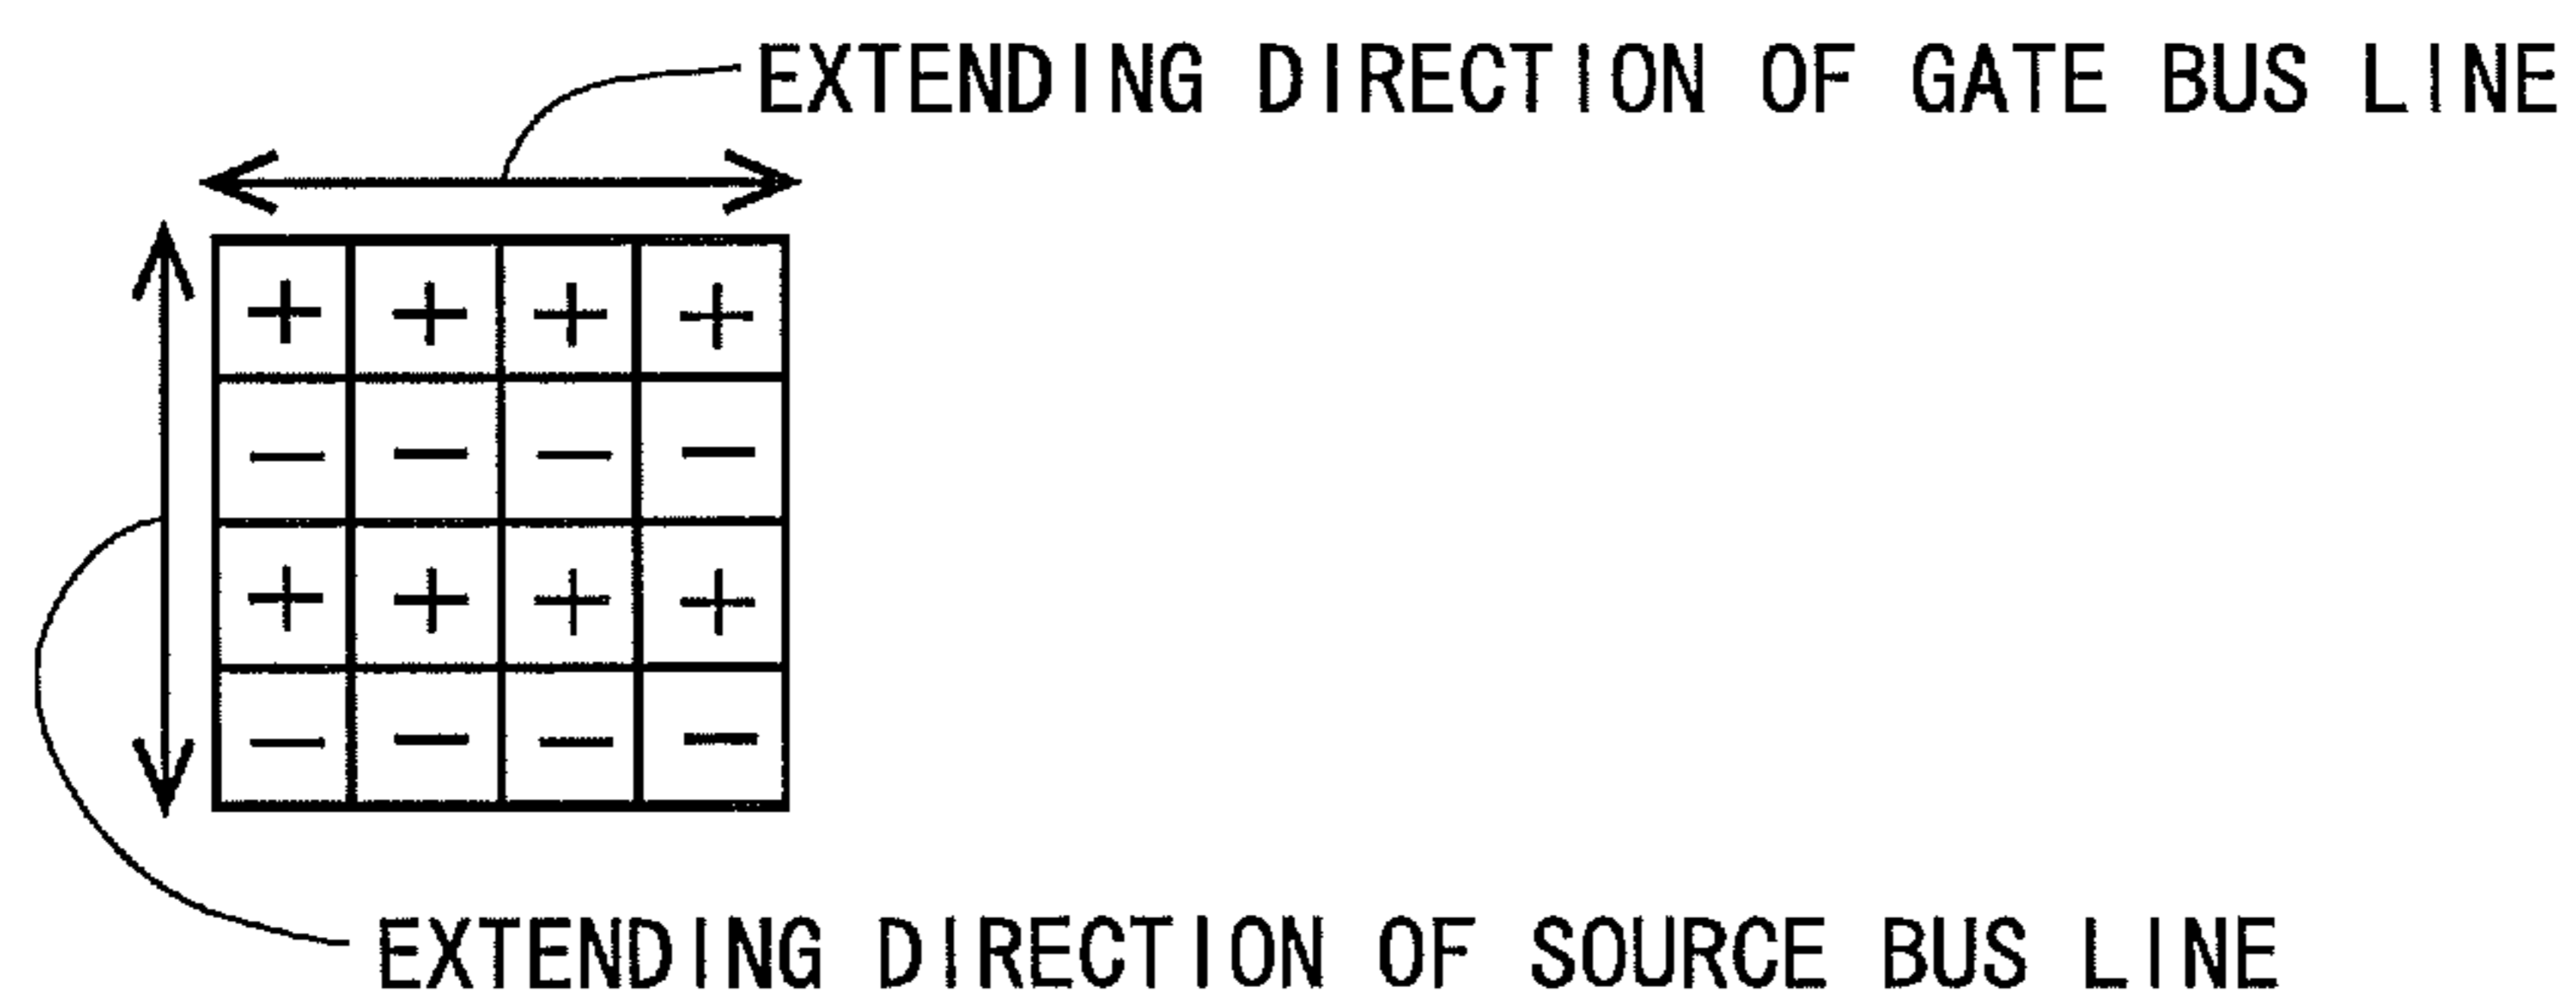 EXTENDING DIRECTION OF GATE BUS LINE
+ + + +
— — — —
+ + + +
— — — —
EXTENDING DIRECTION OF SOURCE BUS LINE